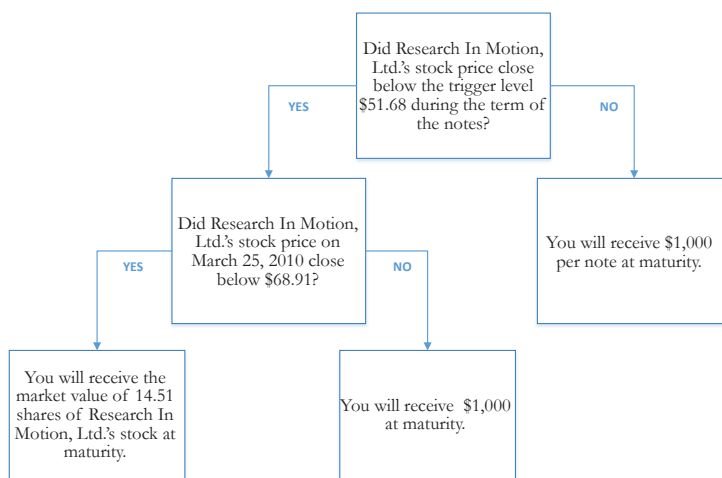 Did Research In Motion,
Ltd.'s stock price close
below the trigger level
$51.68 during the term of
the notes?
YES
NO
Did Research In Motion,
Ltd.'s stock price on
March 25, 2010 close
below $68.91?
You will receive $1,000
per note at maturity.
YES
NO
You will receive the
market value of 14.51
shares of Research In
Motion, Ltd.'s stock at
maturity.
You will receive $1,000
at maturity.